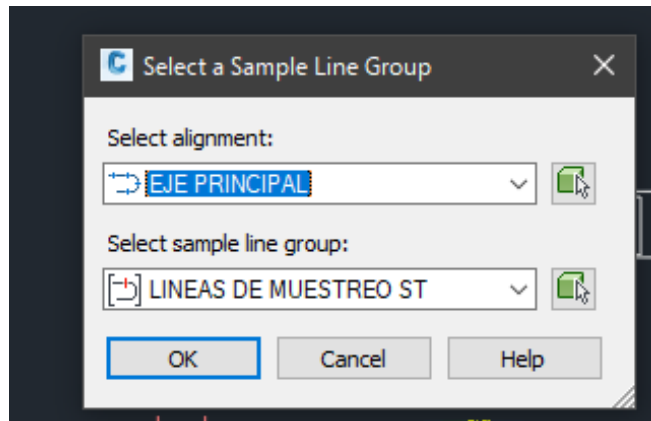 Select a Sample Line Group
Select alignment:
EJE PRINCIPAL
Select sample line group:
LINEAS DE MUESTREO ST
OK Cancel Help